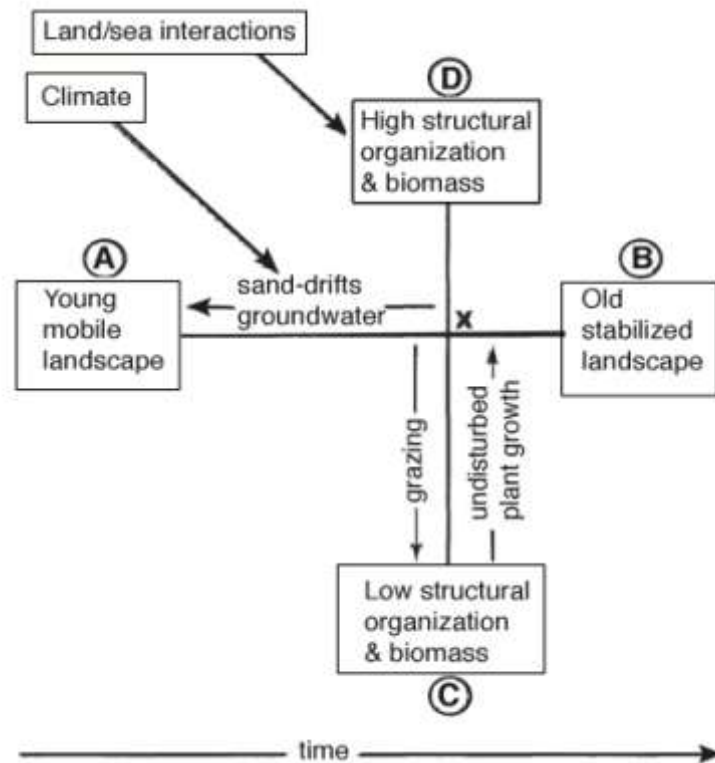 Land/sea interactions
Climate
D
High structural
organization
& biomass
A
Young
mobile
landscape
sand-drifts
groundwater
X
B
Old
stabilized
landscape
grazing
undisturbed
plant growth
Low structural
organization
& biomass
C
time